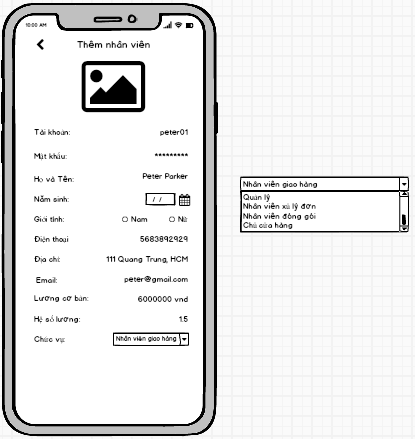 10:00 AM
Thêm nhân viên
Tài khoản: peter01
Mật khẩu: *********
Họ và Tên: Peter Parker
Năm sinh: / /
Giới tính: Nam Nữ
Điện thoại 5683892929
Địa chỉ: 111 Quang Trung, HCM
Email: peter@gmail.com
Lương cơ bản: 6000000 vnd
Hệ số lương: 1.5
Chức vụ: Nhân viên giao hàng
Nhân viên giao hàng
Quản lý
Nhân viên xử lý đơn
Nhân viên đóng gói
Chủ cửa hàng